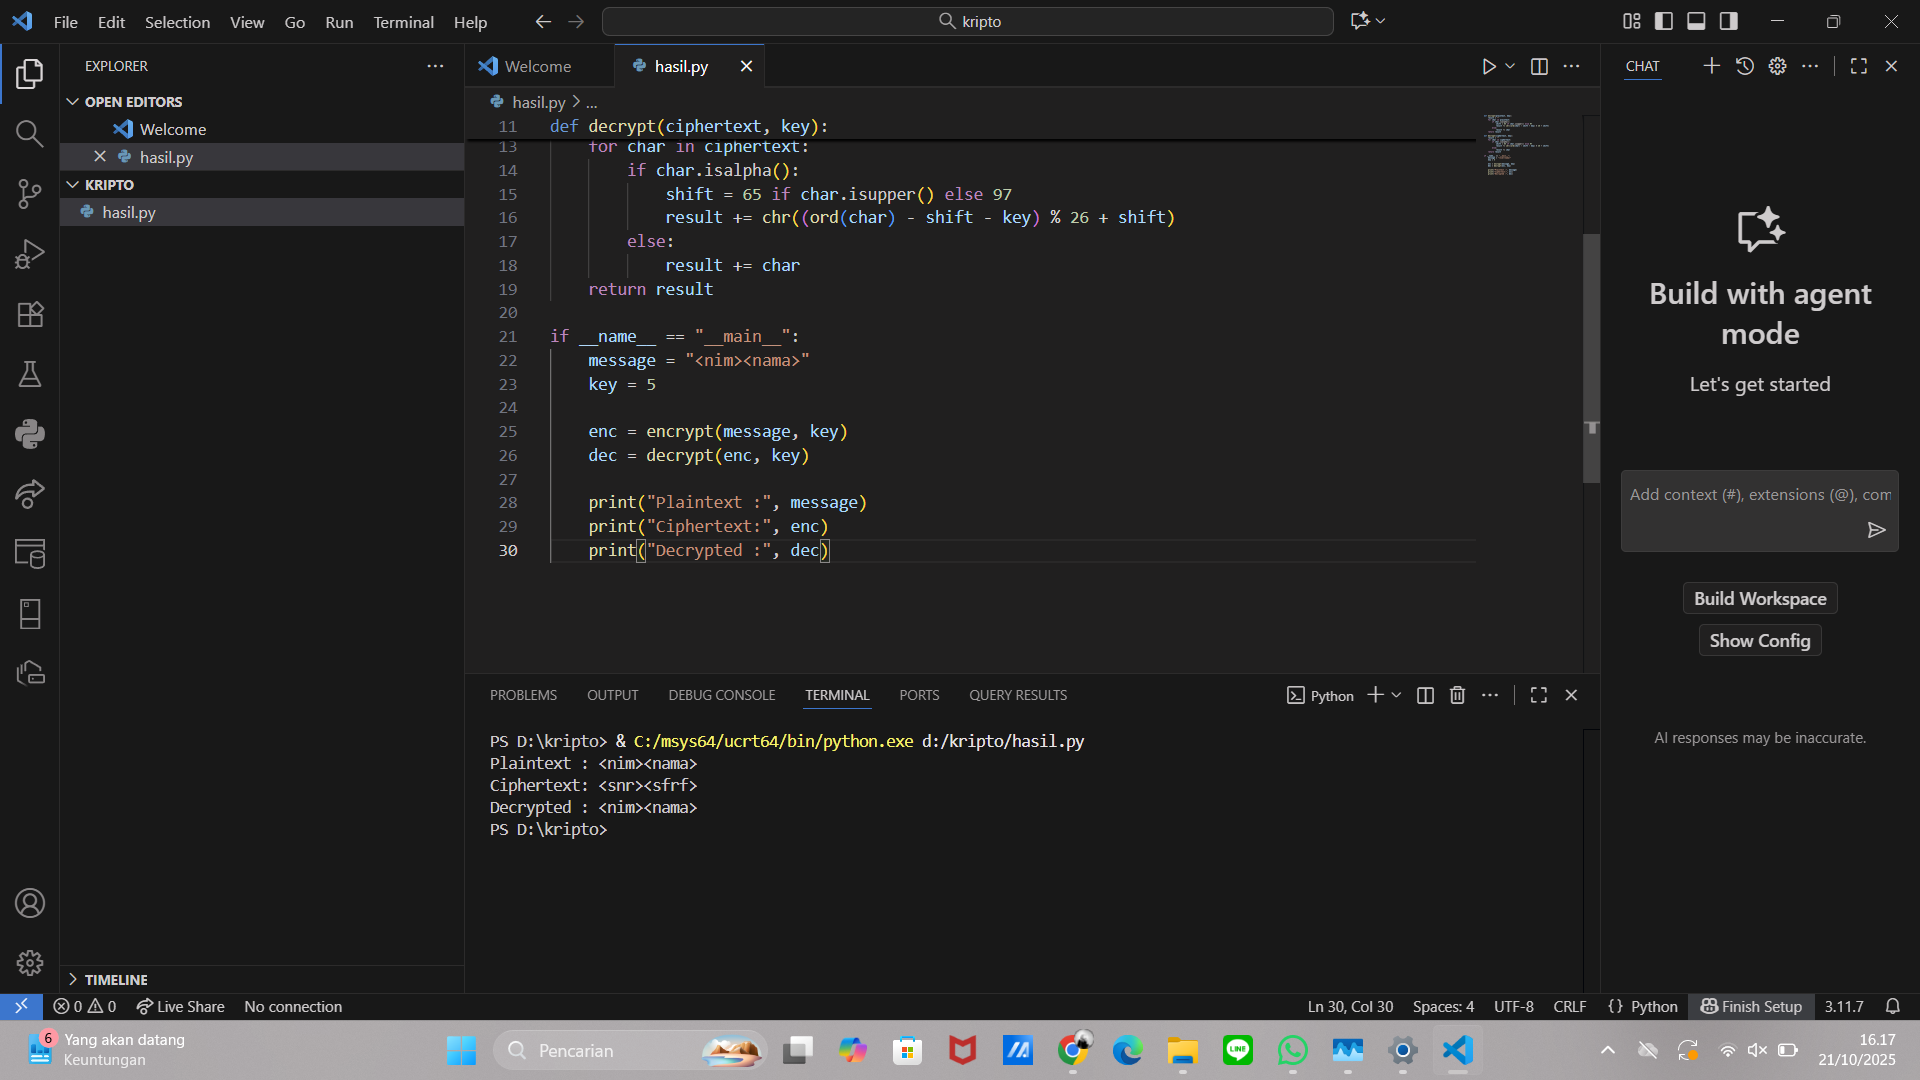 File Edit Selection View Go Run Terminal Help
kripto
EXPLORER
OPEN EDITORS
Welcome
hasil.py
KRIPTO
hasil.py
TIMELINE
Welcome
hasil.py
hasil.py > ...
11 def decrypt(ciphertext, key):
13 for char in ciphertext:
14 if char.isalpha():
15 shift = 65 if char.isupper() else 97
16 result += chr((ord(char) - shift - key) % 26 + shift)
17 else:
18 result += char
19 return result
20
21 if __name__ == "__main__":
22 message = "<nim><nama>"
23 key = 5
24
25 enc = encrypt(message, key)
26 dec = decrypt(enc, key)
27
28 print("Plaintext :", message)
29 print("Ciphertext:", enc)
30 print("Decrypted :", dec)
PROBLEMS OUTPUT DEBUG CONSOLE TERMINAL PORTS QUERY RESULTS
Python
PS D:\kripto> & C:/msys64/ucrt64/bin/python.exe d:/kripto/hasil.py
Plaintext : <nim><nama>
Ciphertext: <snr><sfrf>
Decrypted : <nim><nama>
PS D:\kripto>
CHAT
Build with agent
mode
Let's get started
Add context (#), extensions (@), com
Build Workspace
Show Config
AI responses may be inaccurate.
0 0 Live Share No connection
Ln 30, Col 30 Spaces: 4 UTF-8 CRLF {} Python Finish Setup 3.11.7
6
Yang akan datang
Keuntungan
Pencarian
LINE
16.17
21/10/2025